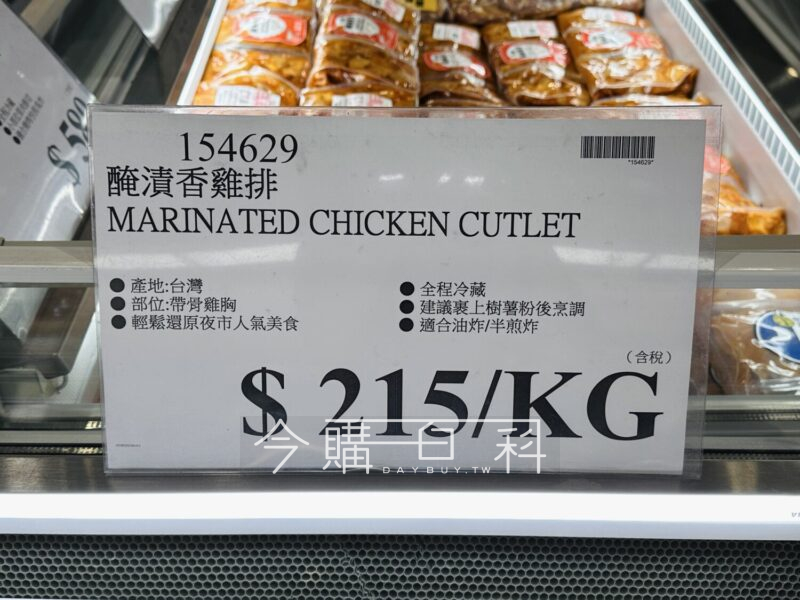 154629
*154629*
醃漬香雞排
MARINATED CHICKEN CUTLET
● 產地:台灣
● 部位:帶骨雞胸
● 輕鬆還原夜市人氣美食
● 全程冷藏
● 建議裹上樹薯粉後烹調
● 適合油炸/半煎炸
(含稅)
$ 215/KG
今購百科
DAYBUY.TW